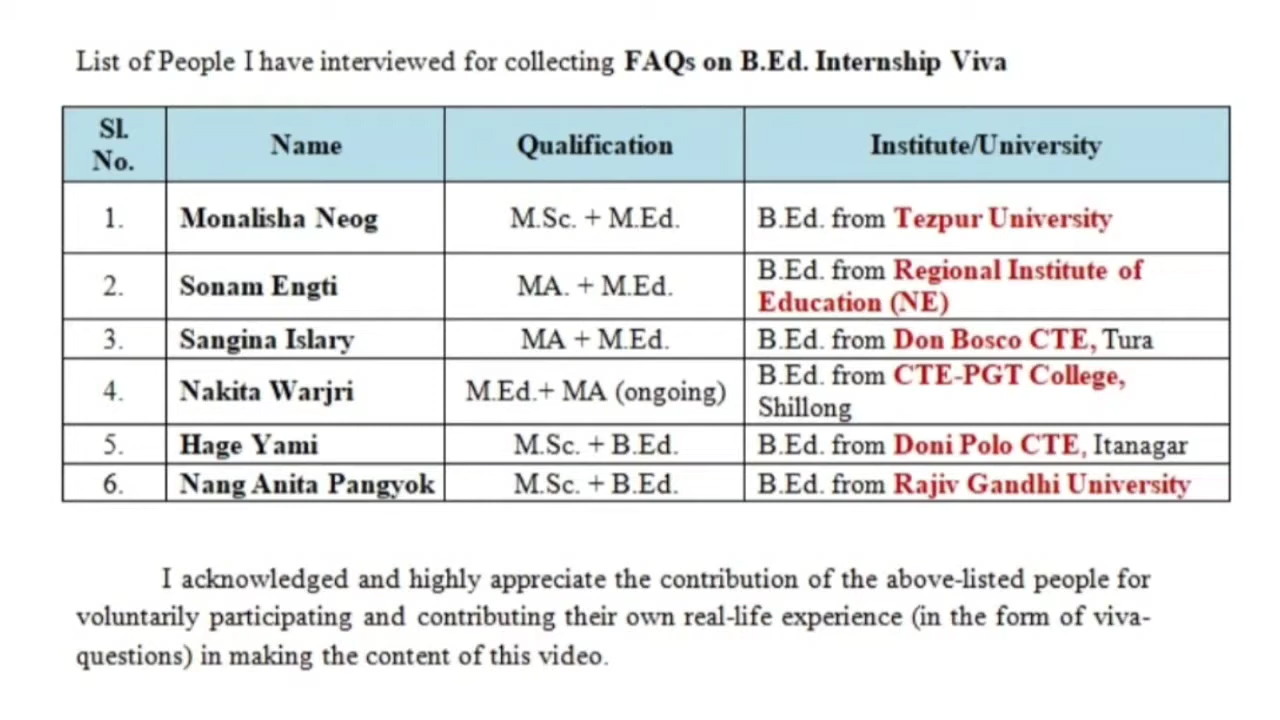 List of People I have interviewed for collecting FAQs on B.Ed. Internship Viva
Sl. No. Name Qualification Institute/University
1. Monalisha Neog M.Sc. + M.Ed. B.Ed. from Tezpur University
2. Sonam Engti MA. + M.Ed. B.Ed. from Regional Institute of
Education (NE)
3. Sangina Islary MA + M.Ed. B.Ed. from Don Bosco CTE, Tura
4. Nakita Warjri M.Ed.+ MA (ongoing) B.Ed. from CTE-PGT College,
Shillong
5. Hage Yami M.Sc. + B.Ed. B.Ed. from Doni Polo CTE, Itanagar
6. Nang Anita Pangyok M.Sc. + B.Ed. B.Ed. from Rajiv Gandhi University
I acknowledged and highly appreciate the contribution of the above-listed people for
voluntarily participating and contributing their own real-life experience (in the form of viva-
questions) in making the content of this video.